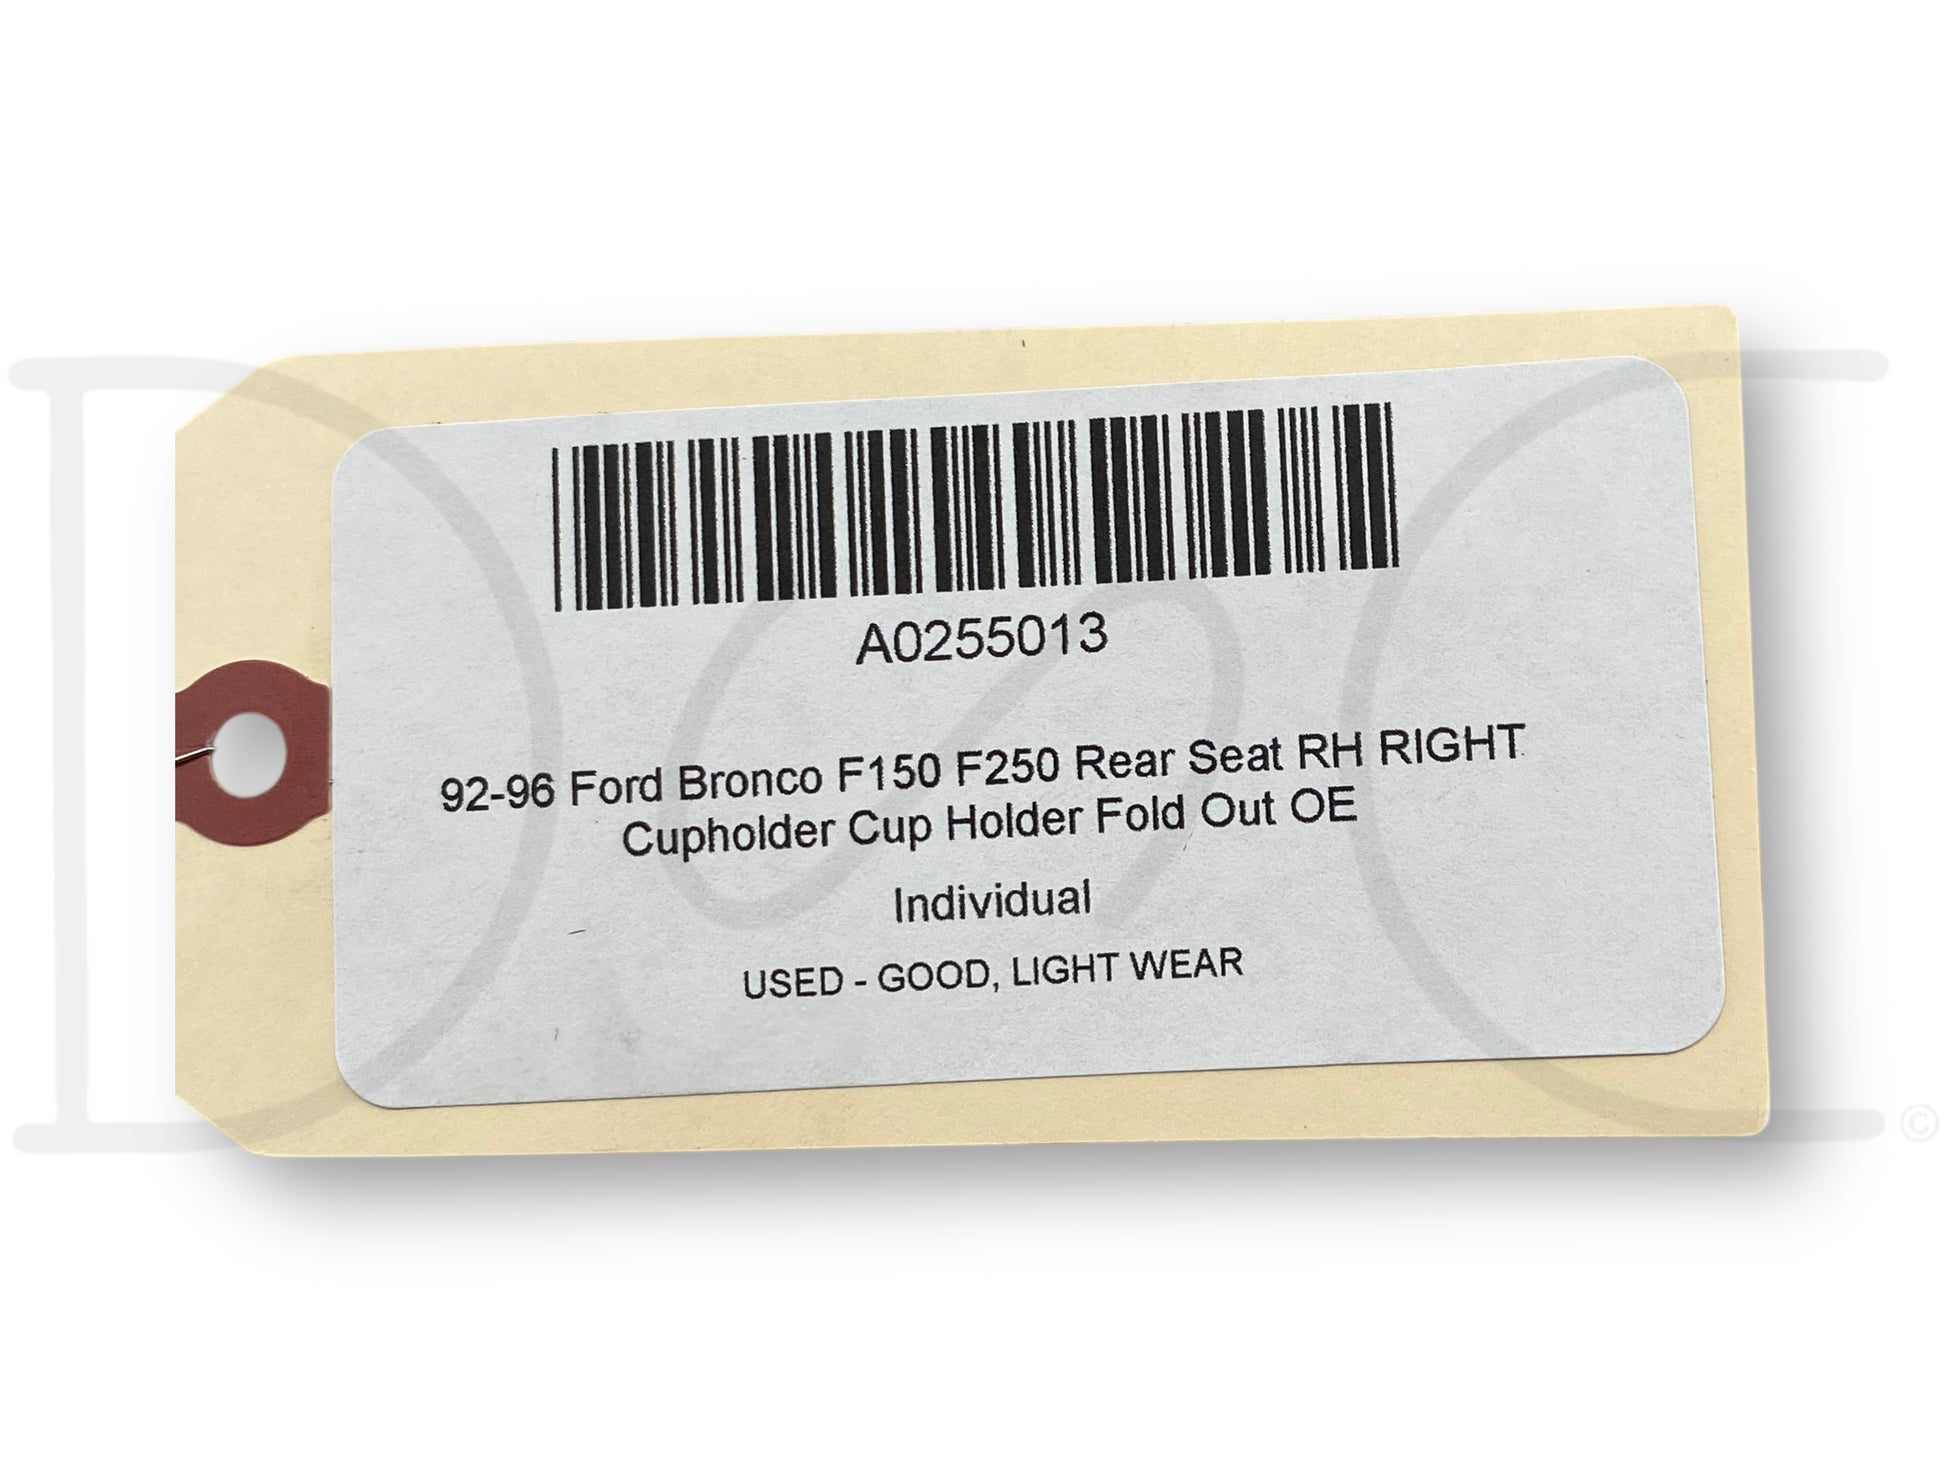 A0255013
92-96 Ford Bronco F150 F250 Rear Seat RH RIGHT
Cupholder Cup Holder Fold Out OE
Individual
USED - GOOD, LIGHT WEAR
©